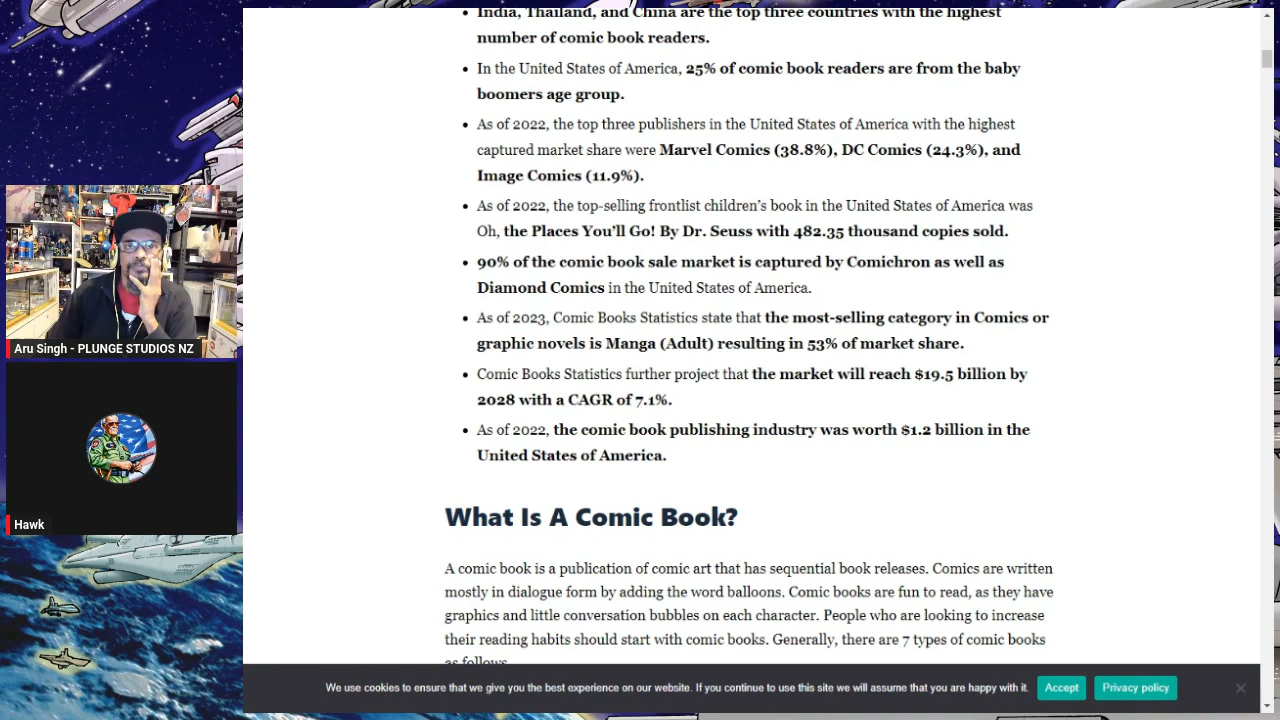 India, Thailand, and China are the top three countries with the highest
number of comic book readers.
In the United States of America, 25% of comic book readers are from the baby
boomers age group.
As of 2022, the top three publishers in the United States of America with the highest
captured market share were Marvel Comics (38.8%), DC Comics (24.3%), and
Image Comics (11.9%).
As of 2022, the top-selling frontlist children's book in the United States of America was
Oh, the Places You'll Go! By Dr. Seuss with 482.35 thousand copies sold.
90% of the comic book sale market is captured by Comichron as well as
Diamond Comics in the United States of America.
As of 2023, Comic Books Statistics state that the most-selling category in Comics or
graphic novels is Manga (Adult) resulting in 53% of market share.
Comic Books Statistics further project that the market will reach $19.5 billion by
2028 with a CAGR of 7.1%.
As of 2022, the comic book publishing industry was worth $1.2 billion in the
United States of America.
What Is A Comic Book?
A comic book is a publication of comic art that has sequential book releases. Comics are written
mostly in dialogue form by adding the word balloons. Comic books are fun to read, as they have
graphics and little conversation bubbles on each character. People who are looking to increase
their reading habits should start with comic books. Generally, there are 7 types of comic books
as follows
We use cookies to ensure that we give you the best experience on our website. If you continue to use this site we will assume that you are happy with it.
Accept
Privacy policy
Aru Singh - PLUNGE STUDIOS NZ
Hawk